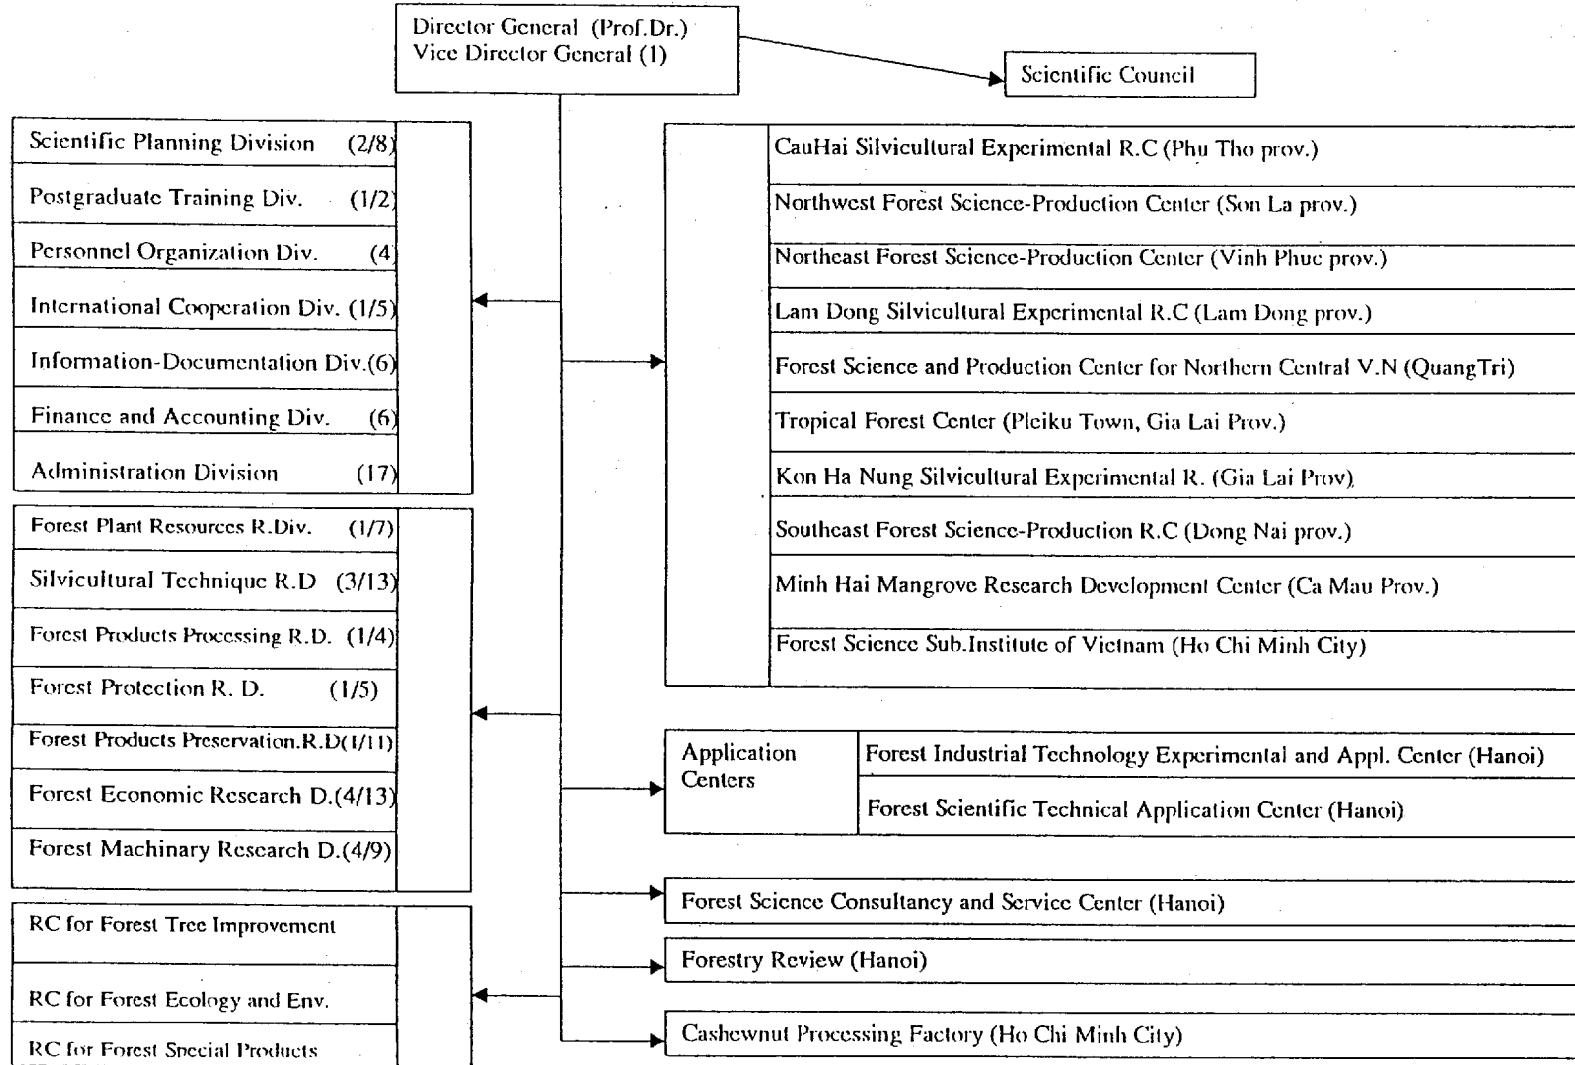 Director General (Prof.Dr.)
Vice Director General (1)
Scientific Council
Scientific Planning Division (2/8)
Postgraduate Training Div. (1/2)
Personnel Organization Div. (4)
International Cooperation Div. (1/5)
Information-Documentation Div.(6)
Finance and Accounting Div. (6)
Administration Division (17)
Forest Plant Resources R.Div. (1/7)
Silvicultural Technique R.D (3/13)
Forest Products Processing R.D. (1/4)
Forest Protection R. D. (1/5)
Forest Products Preservation.R.D(1/11)
Forest Economic Research D.(4/13)
Forest Machinary Research D.(4/9)
RC for Forest Tree Improvement
RC for Forest Ecology and Env.
RC for Forest Special Products
CauHai Silvicultural Experimental R.C (Phu Tho prov.)
Northwest Forest Science-Production Center (Son La prov.)
Northeast Forest Science-Production Center (Vinh Phuc prov.)
Lam Dong Silvicultural Experimental R.C (Lam Dong prov.)
Forest Science and Production Center for Northern Central V.N (QuangTri)
Tropical Forest Center (Pleiku Town, Gia Lai Prov.)
Kon Ha Nung Silvicultural Experimental R. (Gia Lai Prov)
Southeast Forest Science-Production R.C (Dong Nai prov.)
Minh Hai Mangrove Research Development Center (Ca Mau Prov.)
Forest Science Sub.Institute of Vietnam (Ho Chi Minh City)
Application
Centers
Forest Industrial Technology Experimental and Appl. Center (Hanoi)
Forest Scientific Technical Application Center (Hanoi)
Forest Science Consultancy and Service Center (Hanoi)
Forestry Review (Hanoi)
Cashewnut Processing Factory (Ho Chi Minh City)